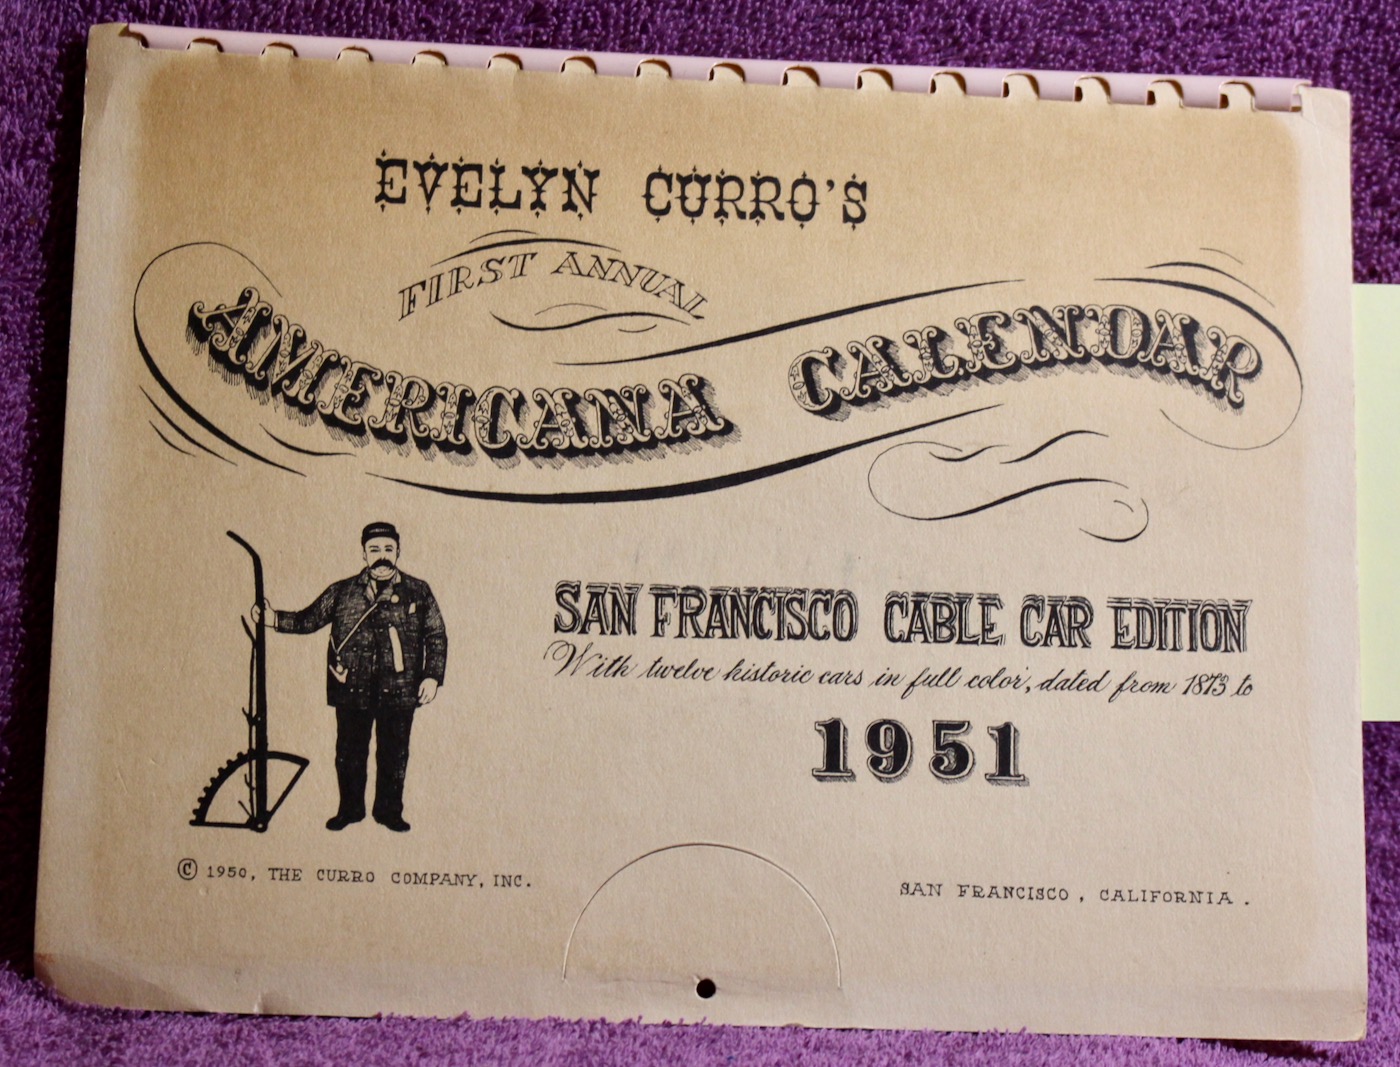 EVELYN CURRO'S
FIRST ANNUAL
AMERICANA CALENDAR
SAN FRANCISCO CABLE CAR EDITION
With twelve historic cars in full color, dated from 1873 to
1951
© 1950, THE CURRO COMPANY, INC.
SAN FRANCISCO, CALIFORNIA.